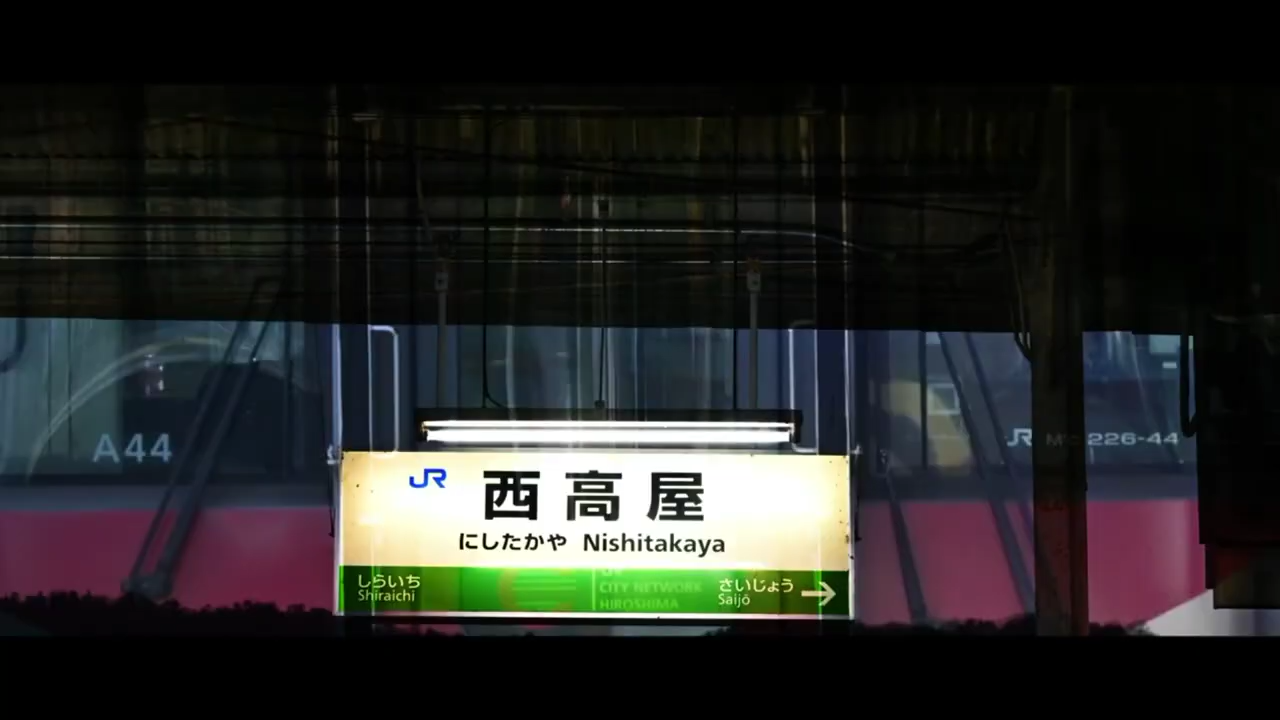 A44
JR M'c 226-44
JR 西高屋
にしたかや Nishitakaya
しらいち
Shiraichi
CITY NETWORK
HIROSHIMA
さいじょう
Saijō